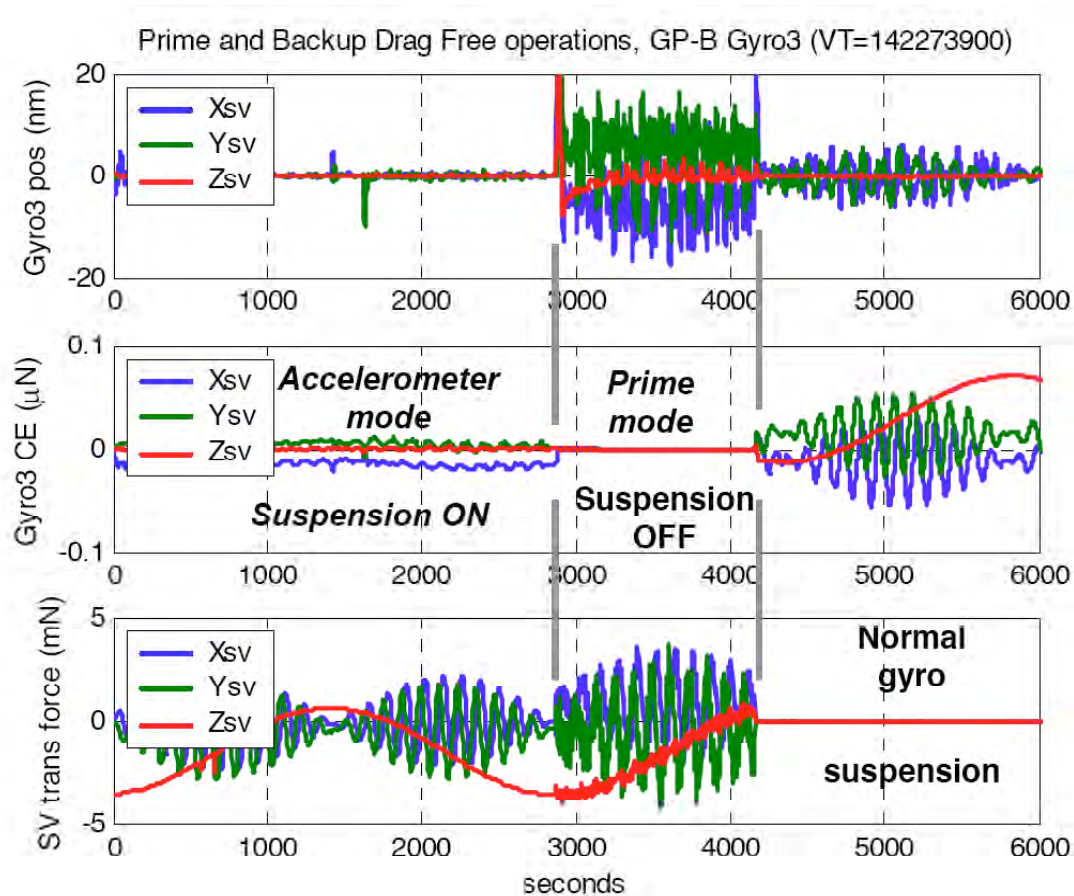 Prime and Backup Drag Free operations, GP-B Gyro3 (VT=142273900)
Gyro3 pos (nm)
20
0
-20
Xsv
Ysv
Zsv
0 1000 2000 3000 4000 5000 6000
Gyro3 CE (µN)
0.1
0
-0.1
Xsv
Ysv
Zsv
Accelerometer
mode
Prime
mode
Suspension ON
Suspension
OFF
0 1000 2000 3000 4000 5000 6000
SV trans force (mN)
5
0
-5
Xsv
Ysv
Zsv
Normal
gyro
suspension
0 1000 2000 3000 4000 5000 6000
seconds